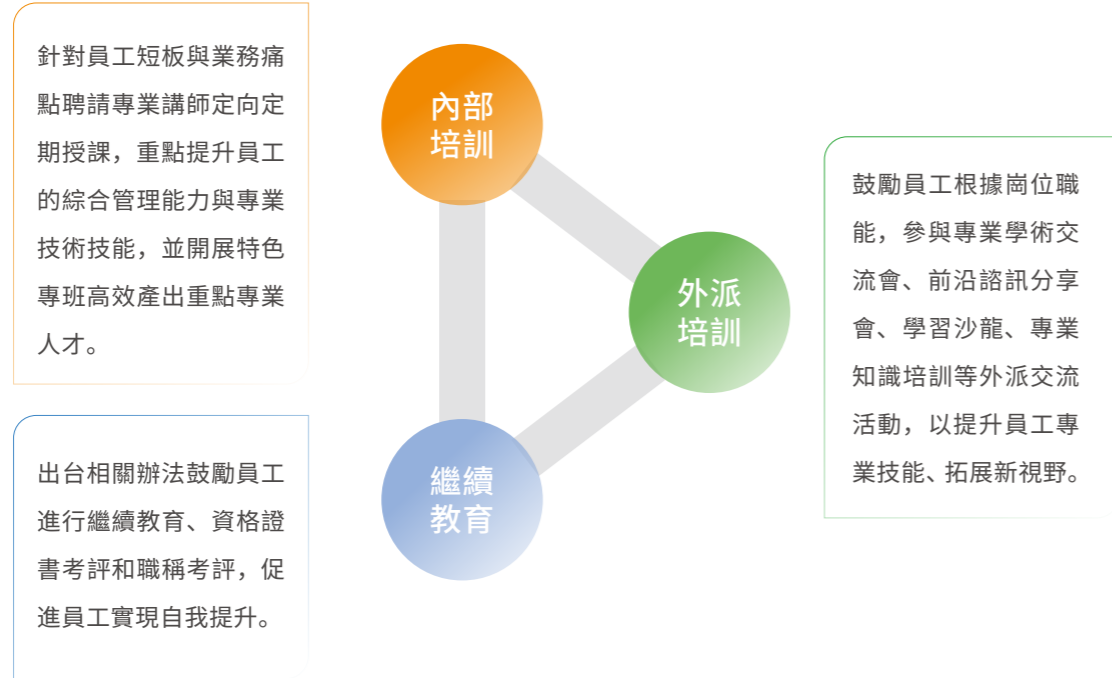 針對員工短板與業務痛
點聘請專業講師定向定
期授課，重點提升員工
的綜合管理能力與專業
技術技能，並開展特色
專班高效產出重點專業
人才。
內部
培訓
鼓勵員工根據崗位職
能，參與專業學術交
流會、前沿諮訊分享
會、學習沙龍、專業
知識培訓等外派交流
活動，以提升員工專
業技能、拓展新視野。
外派
培訓
出台相關辦法鼓勵員工
進行繼續教育、資格證
書考評和職稱考評，促
進員工實現自我提升。
繼續
教育